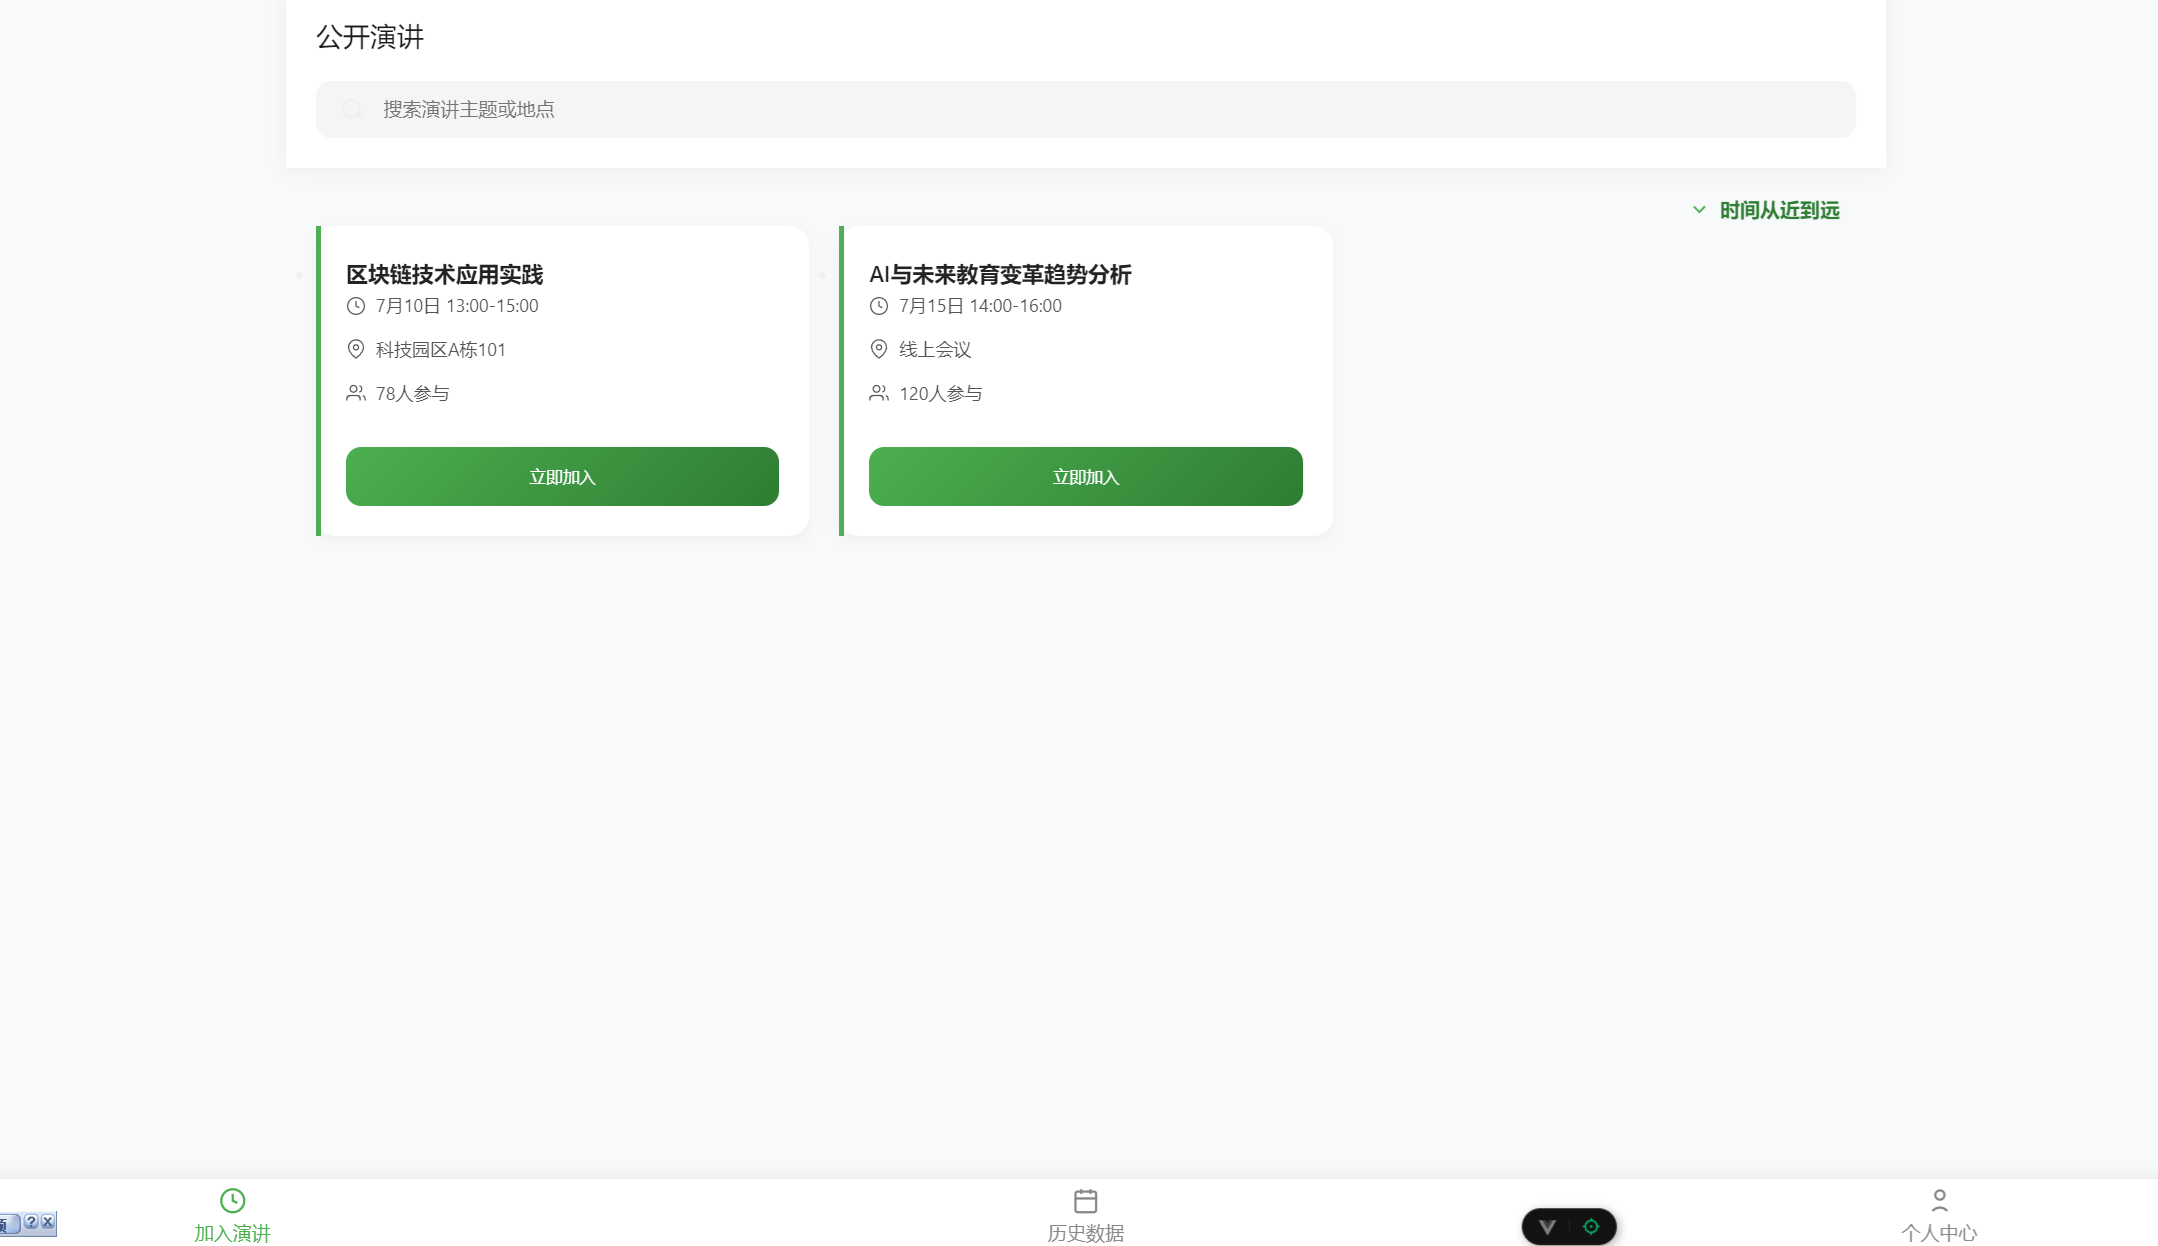 公开演讲
搜索演讲主题或地点
时间从近到远
区块链技术应用实践
7月10日 13:00-15:00
科技园区A栋101
78人参与
立即加入
AI与未来教育变革趋势分析
7月15日 14:00-16:00
线上会议
120人参与
立即加入
加入演讲
历史数据
个人中心